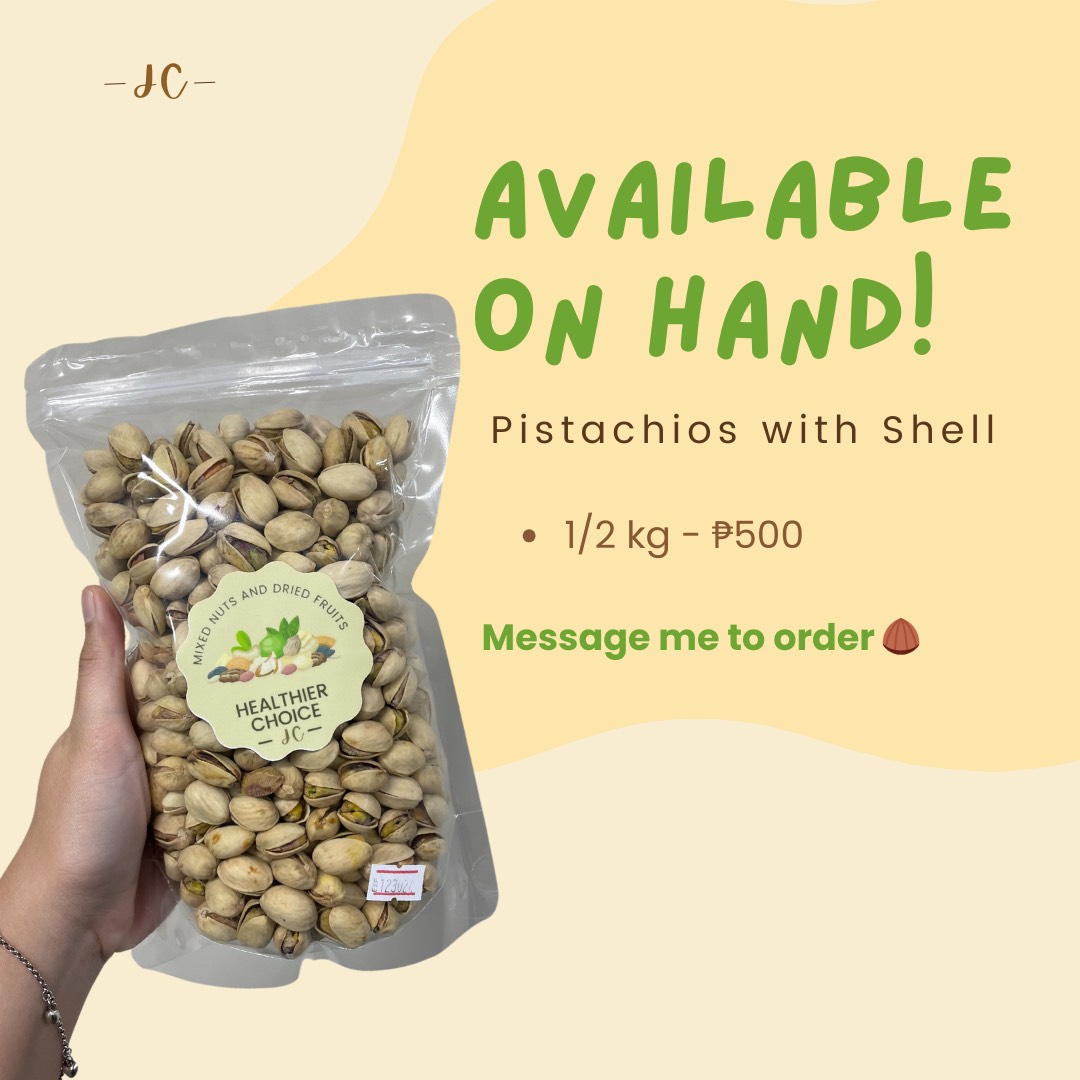 -JC-
AVAILABLE
ON HAND!
Pistachios with Shell
• 1/2 kg - ₱500
Message me to order
MIXED NUTS AND DRIED FRUITS
HEALTHIER
CHOICE
-JC-